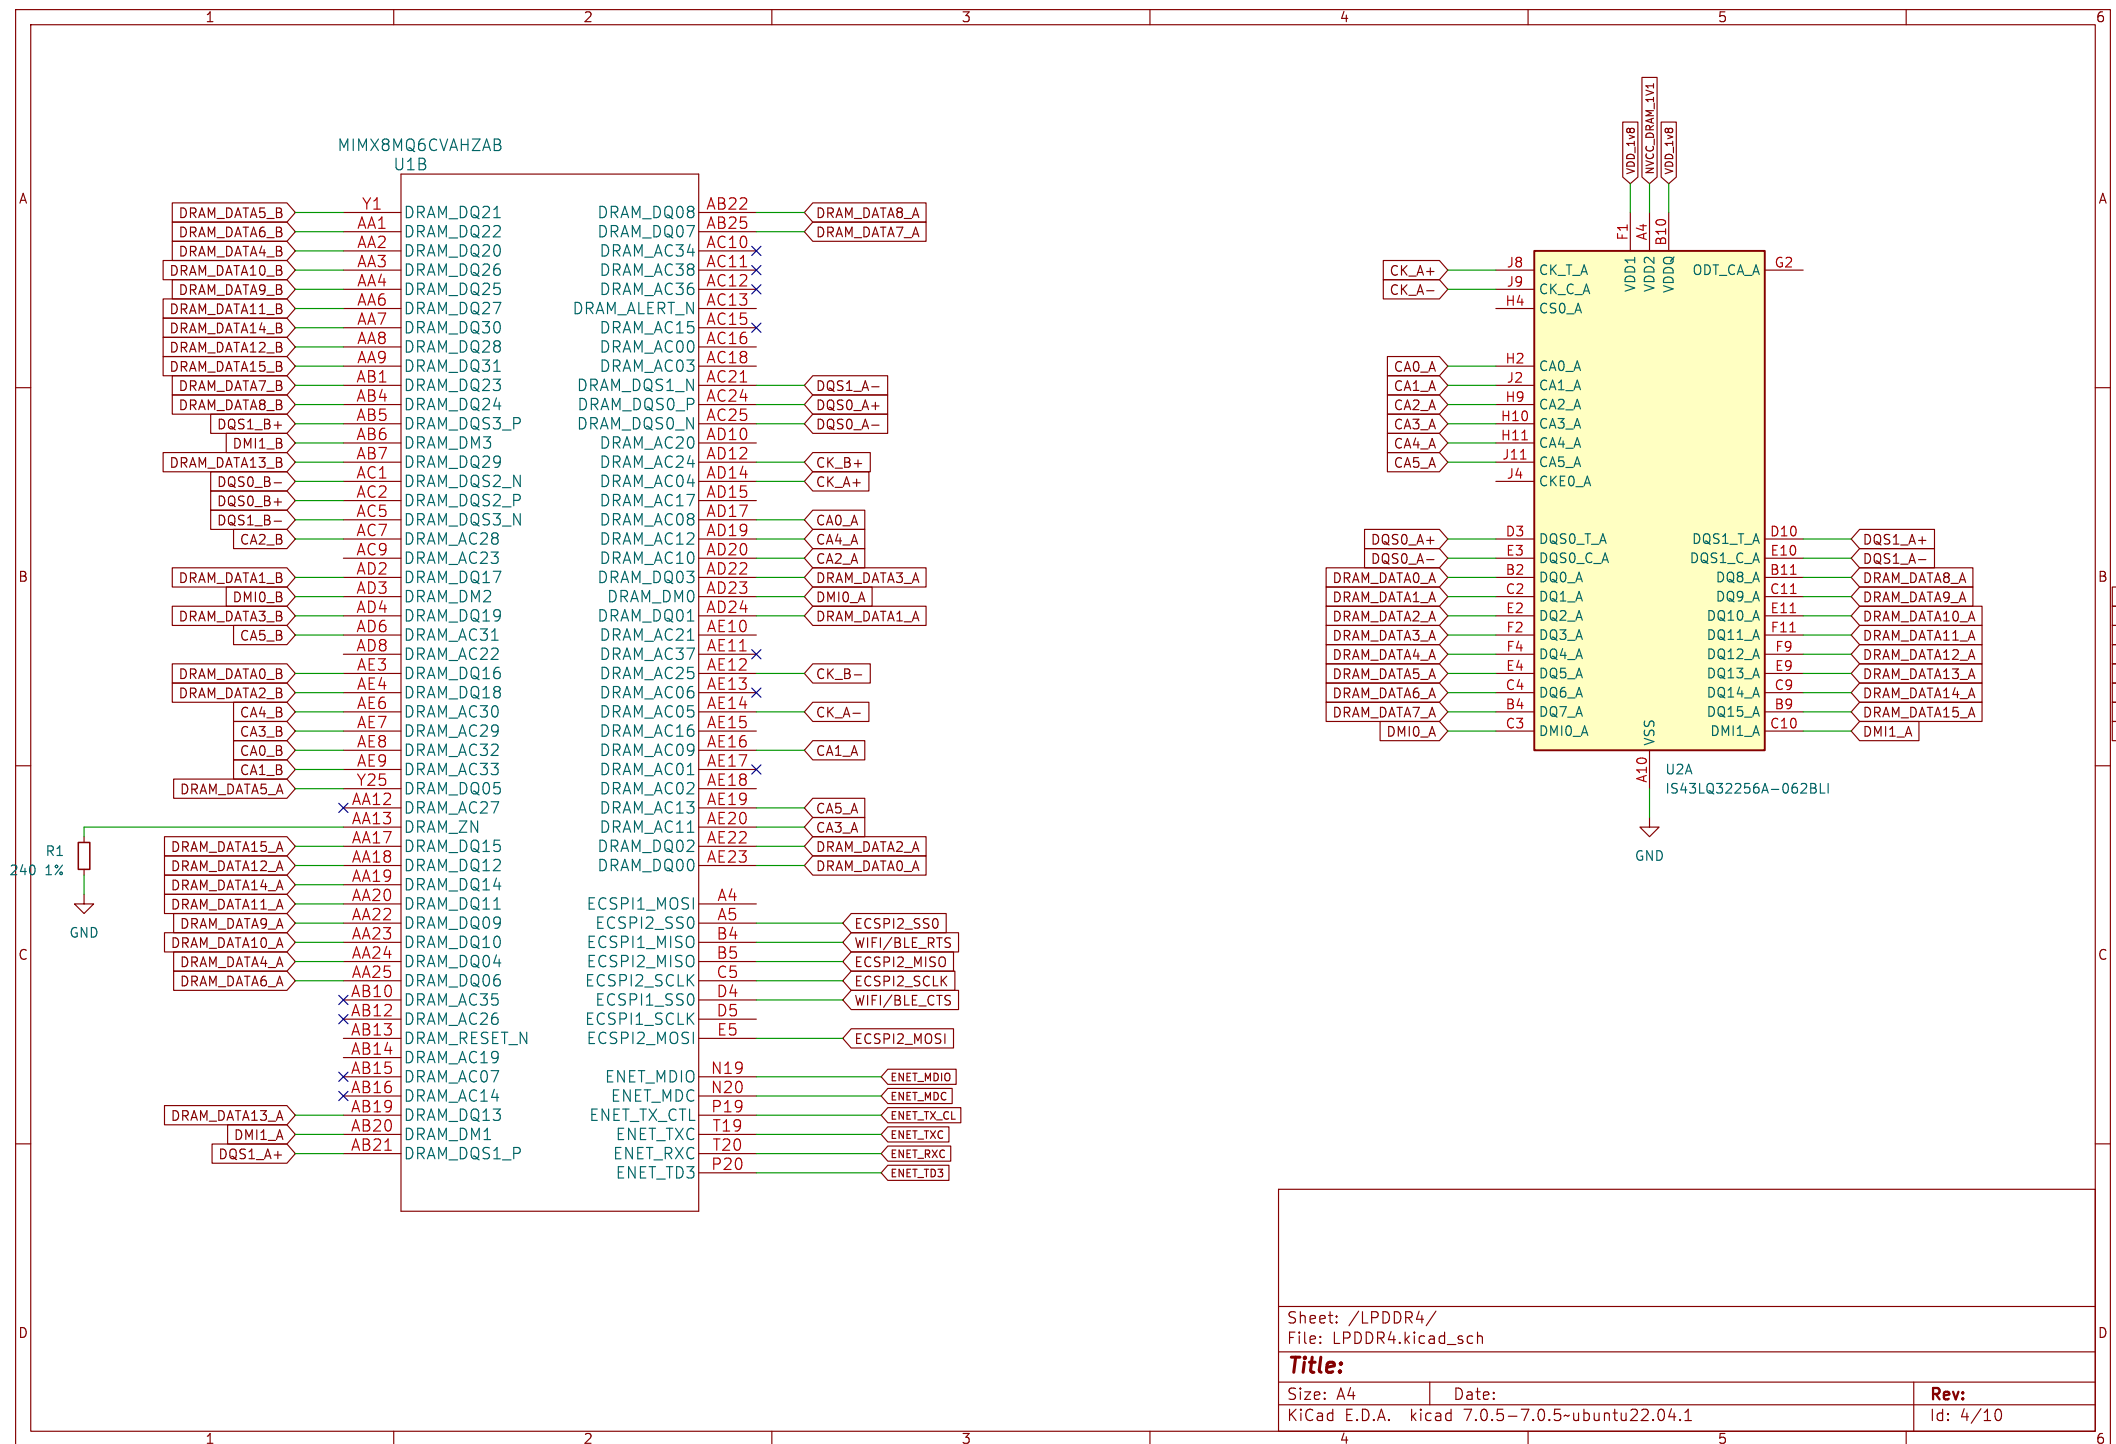 1 2 3 4 5 6
A
B
C
D
MIMX8MQ6CVAHZAB
U1B
DRAM_DATA5_B Y1 DRAM_DQ21
DRAM_DATA6_B AA1 DRAM_DQ22
DRAM_DATA4_B AA2 DRAM_DQ20
DRAM_DATA10_B AA3 DRAM_DQ26
DRAM_DATA9_B AA4 DRAM_DQ25
DRAM_DATA11_B AA6 DRAM_DQ27
DRAM_DATA14_B AA7 DRAM_DQ30
DRAM_DATA12_B AA8 DRAM_DQ28
DRAM_DATA15_B AA9 DRAM_DQ31
DRAM_DATA7_B AB1 DRAM_DQ23
DRAM_DATA8_B AB4 DRAM_DQ24
DQS1_B+ AB5 DRAM_DQS3_P
DMI1_B AB6 DRAM_DM3
DRAM_DATA13_B AB7 DRAM_DQ29
DQS0_B- AC1 DRAM_DQS2_N
DQS0_B+ AC2 DRAM_DQS2_P
DQS1_B- AC5 DRAM_DQS3_N
CA2_B AC7 DRAM_AC28
AC9 DRAM_AC23
DRAM_DATA1_B AD2 DRAM_DQ17
DMI0_B AD3 DRAM_DM2
DRAM_DATA3_B AD4 DRAM_DQ19
CA5_B AD6 DRAM_AC31
AD8 DRAM_AC22
DRAM_DATA0_B AE3 DRAM_DQ16
DRAM_DATA2_B AE4 DRAM_DQ18
CA4_B AE6 DRAM_AC30
CA3_B AE7 DRAM_AC29
CA0_B AE8 DRAM_AC32
CA1_B AE9 DRAM_AC33
DRAM_DATA5_A Y25 DRAM_DQ05
AA12 DRAM_AC27
AA13 DRAM_ZN
DRAM_DATA15_A AA17 DRAM_DQ15
DRAM_DATA12_A AA18 DRAM_DQ12
DRAM_DATA14_A AA19 DRAM_DQ14
DRAM_DATA11_A AA20 DRAM_DQ11
DRAM_DATA9_A AA22 DRAM_DQ09
DRAM_DATA10_A AA23 DRAM_DQ10
DRAM_DATA4_A AA24 DRAM_DQ04
DRAM_DATA6_A AA25 DRAM_DQ06
AB10 DRAM_AC35
AB12 DRAM_AC26
AB13 DRAM_RESET_N
AB14 DRAM_AC19
AB15 DRAM_AC07
AB16 DRAM_AC14
DRAM_DATA13_A AB19 DRAM_DQ13
DMI1_A AB20 DRAM_DM1
DQS1_A+ AB21 DRAM_DQS1_P
R1
240 1%
GND
DRAM_DQ08 AB22 DRAM_DATA8_A
DRAM_DQ07 AB25 DRAM_DATA7_A
DRAM_AC34 AC10
DRAM_AC38 AC11
DRAM_AC36 AC12
DRAM_ALERT_N AC13
DRAM_AC15 AC15
DRAM_AC00 AC16
DRAM_AC03 AC18
DRAM_DQS1_N AC21 DQS1_A-
DRAM_DQS0_P AC24 DQS0_A+
DRAM_DQS0_N AC25 DQS0_A-
DRAM_AC20 AD10
DRAM_AC24 AD12 CK_B+
DRAM_AC04 AD14 CK_A+
DRAM_AC17 AD15
DRAM_AC08 AD17 CA0_A
DRAM_AC12 AD19 CA4_A
DRAM_AC10 AD20 CA2_A
DRAM_DQ03 AD22 DRAM_DATA3_A
DRAM_DM0 AD23 DMI0_A
DRAM_DQ01 AD24 DRAM_DATA1_A
DRAM_AC21 AE10
DRAM_AC37 AE11
DRAM_AC25 AE12 CK_B-
DRAM_AC06 AE13
DRAM_AC05 AE14 CK_A-
DRAM_AC16 AE15
DRAM_AC09 AE16 CA1_A
DRAM_AC01 AE17
DRAM_AC02 AE18
DRAM_AC13 AE19 CA5_A
DRAM_AC11 AE20 CA3_A
DRAM_DQ02 AE22 DRAM_DATA2_A
DRAM_DQ00 AE23 DRAM_DATA0_A
ECSPI1_MOSI A4
ECSPI2_SS0 A5 ECSPI2_SS0
ECSPI1_MISO B4 WIFI/BLE_RTS
ECSPI2_MISO B5 ECSPI2_MISO
ECSPI2_SCLK C5 ECSPI2_SCLK
ECSPI1_SS0 D4 WIFI/BLE_CTS
ECSPI1_SCLK D5
ECSPI2_MOSI E5 ECSPI2_MOSI
ENET_MDIO N19 ENET_MDIO
ENET_MDC N20 ENET_MDC
ENET_TX_CTL P19 ENET_TX_CL
ENET_TXC T19 ENET_TXC
ENET_RXC T20 ENET_RXC
ENET_TD3 P20 ENET_TD3
VDD_1v8 NVCC_DRAM_1V1 VDD_1v8
F1 A4 B10
VDD1 VDD2 VDDQ
CK_A+ J8 CK_T_A
CK_A- J9 CK_C_A
H4 CS0_A
CA0_A H2 CA0_A
CA1_A J2 CA1_A
CA2_A H9 CA2_A
CA3_A H10 CA3_A
CA4_A H11 CA4_A
CA5_A J11 CA5_A
J4 CKE0_A
DQS0_A+ D3 DQS0_T_A
DQS0_A- E3 DQS0_C_A
DRAM_DATA0_A B2 DQ0_A
DRAM_DATA1_A C2 DQ1_A
DRAM_DATA2_A E2 DQ2_A
DRAM_DATA3_A F2 DQ3_A
DRAM_DATA4_A F4 DQ4_A
DRAM_DATA5_A E4 DQ5_A
DRAM_DATA6_A C4 DQ6_A
DRAM_DATA7_A B4 DQ7_A
DMI0_A C3 DMI0_A
ODT_CA_A G2
DQS1_T_A D10 DQS1_A+
DQS1_C_A E10 DQS1_A-
DQ8_A B11 DRAM_DATA8_A
DQ9_A C11 DRAM_DATA9_A
DQ10_A E11 DRAM_DATA10_A
DQ11_A F11 DRAM_DATA11_A
DQ12_A F9 DRAM_DATA12_A
DQ13_A E9 DRAM_DATA13_A
DQ14_A C9 DRAM_DATA14_A
DQ15_A B9 DRAM_DATA15_A
DMI1_A C10 DMI1_A
VSS
A10
U2A
IS43LQ32256A-062BLI
GND
A
B
C
D
Sheet: /LPDDR4/
File: LPDDR4.kicad_sch
Title:
Size: A4 Date: Rev:
KiCad E.D.A. kicad 7.0.5-7.0.5~ubuntu22.04.1 Id: 4/10
1 2 3 4 5 6